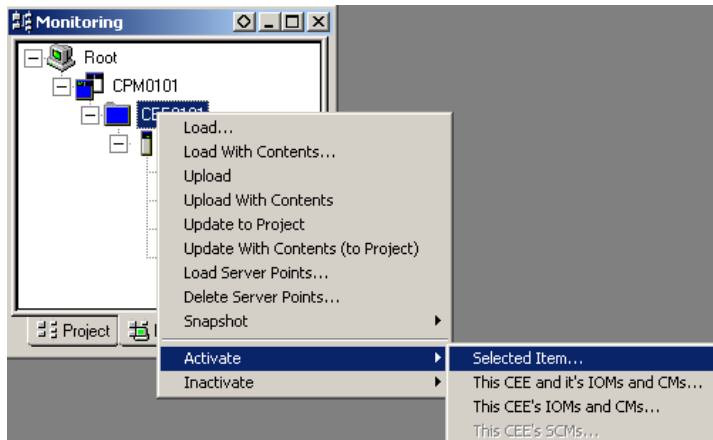 Monitoring
Root
CPM0101
Load...
Load With Contents...
Upload
Upload With Contents
Update to Project
Update With Contents (to Project)
Load Server Points...
Delete Server Points...
Snapshot
Project
Activate
Selected Item...
Inactivate
This CEE and it's IOMs and CMs...
This CEE's IOMs and CMs...
This CEE's SCMs...